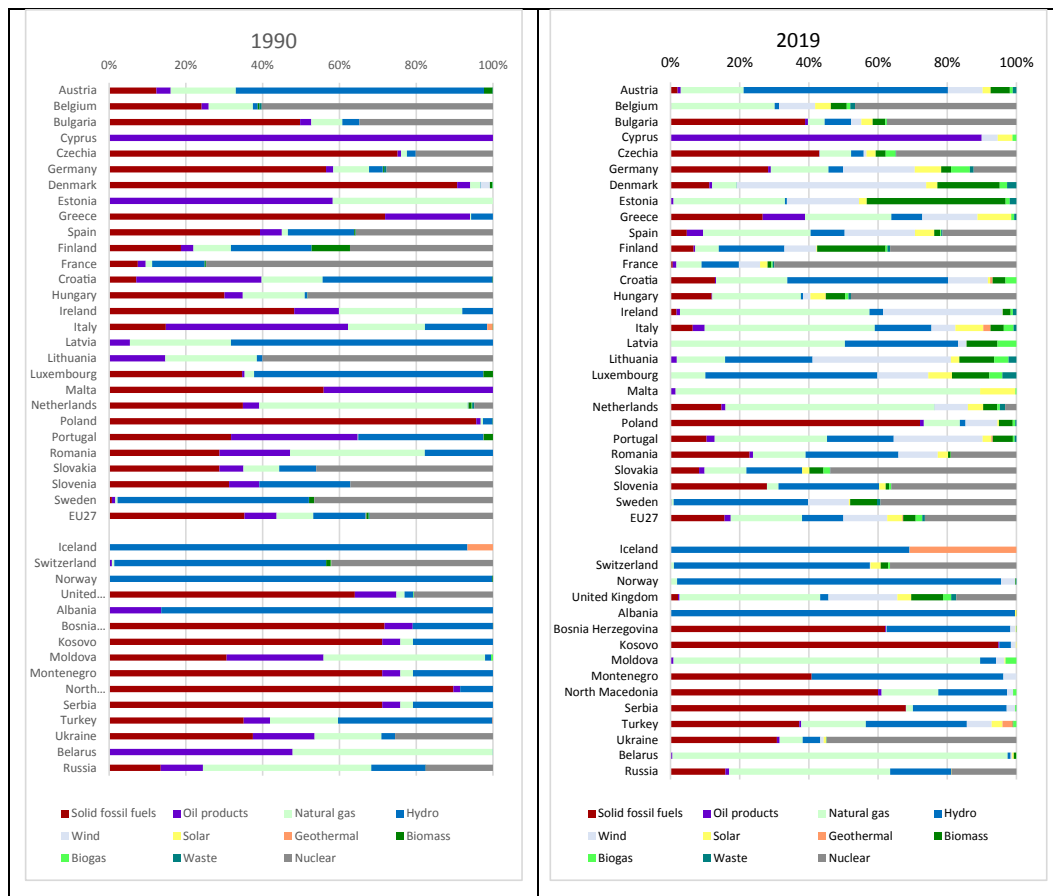 1990
0% 20% 40% 60% 80% 100%
Austria
Belgium
Bulgaria
Cyprus
Czechia
Germany
Denmark
Estonia
Greece
Spain
Finland
France
Croatia
Hungary
Ireland
Italy
Latvia
Lithuania
Luxembourg
Malta
Netherlands
Poland
Portugal
Romania
Slovakia
Slovenia
Sweden
EU27
Iceland
Switzerland
Norway
United...
Albania
Bosnia...
Kosovo
Moldova
Montenegro
North...
Serbia
Turkey
Ukraine
Belarus
Russia
Solid fossil fuels Oil products Natural gas Hydro
Wind Solar Geothermal Biomass
Biogas Waste Nuclear
2019
0% 20% 40% 60% 80% 100%
Austria
Belgium
Bulgaria
Cyprus
Czechia
Germany
Denmark
Estonia
Greece
Spain
Finland
France
Croatia
Hungary
Ireland
Italy
Latvia
Lithuania
Luxembourg
Malta
Netherlands
Poland
Portugal
Romania
Slovakia
Slovenia
Sweden
EU27
Iceland
Switzerland
Norway
United Kingdom
Albania
Bosnia Herzegovina
Kosovo
Moldova
Montenegro
North Macedonia
Serbia
Turkey
Ukraine
Belarus
Russia
Solid fossil fuels Oil products Natural gas Hydro
Wind Solar Geothermal Biomass
Biogas Waste Nuclear